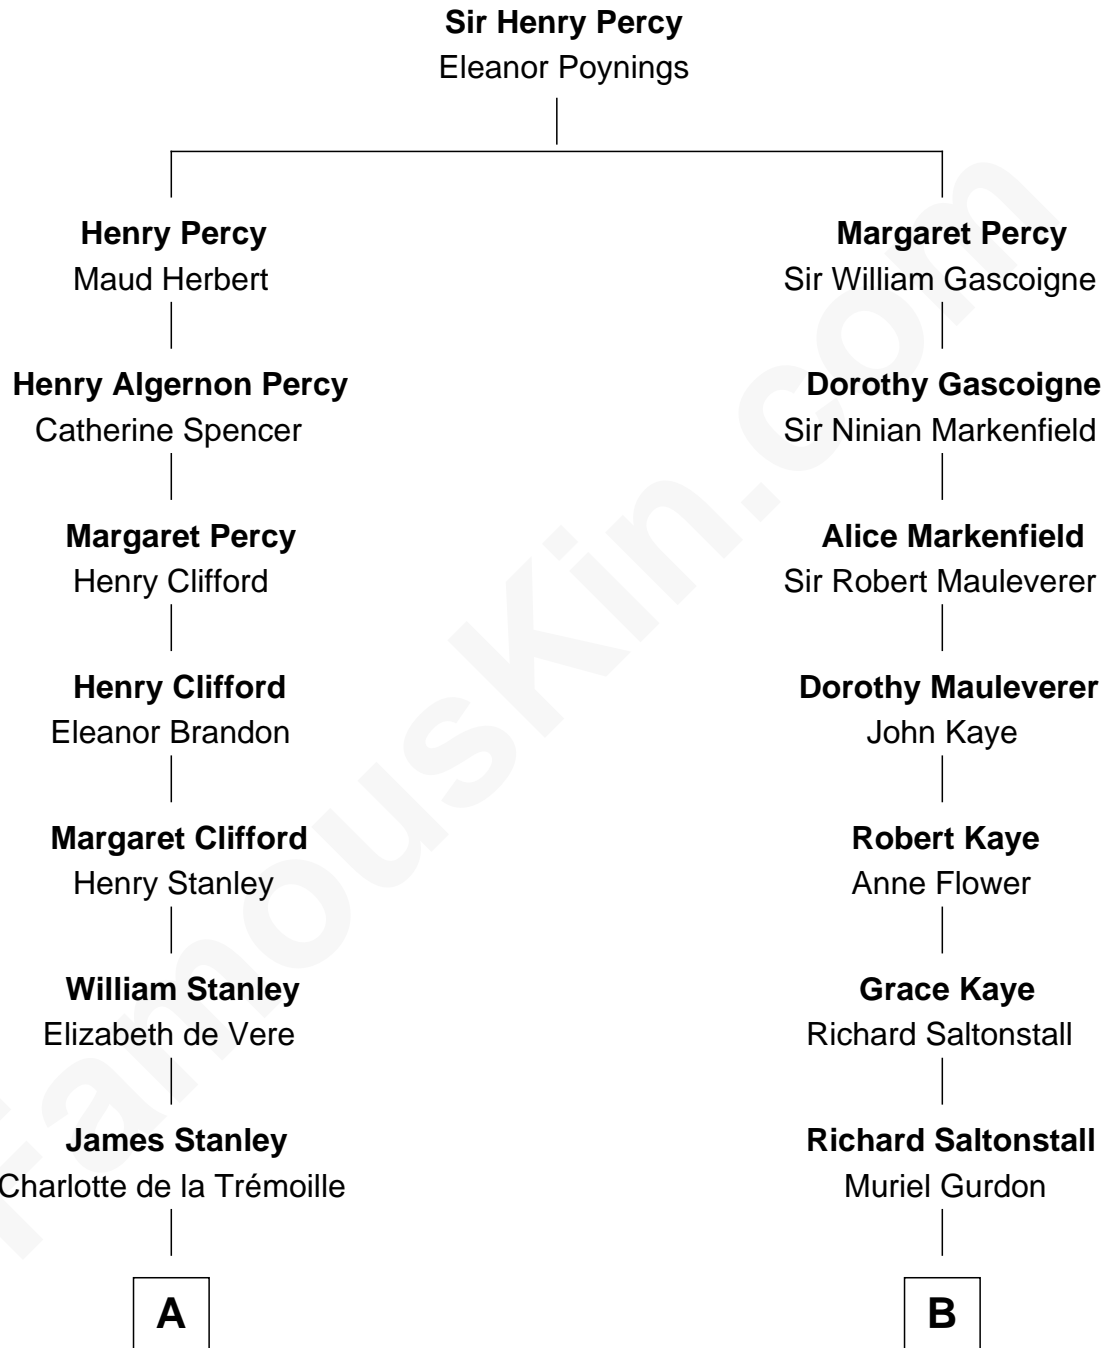 Sir Henry Percy
Eleanor Poynings
Henry Percy
Maud Herbert
Margaret Percy
Sir William Gascoigne
Henry Algernon Percy
Catherine Spencer
Dorothy Gascoigne
Sir Ninian Markenfield
Margaret Percy
Henry Clifford
Alice Markenfield
Sir Robert Mauleverer
Henry Clifford
Eleanor Brandon
Dorothy Mauleverer
John Kaye
Margaret Clifford
Henry Stanley
Robert Kaye
Anne Flower
William Stanley
Elizabeth de Vere
Grace Kaye
Richard Saltonstall
James Stanley
Charlotte de la Trémoille
Richard Saltonstall
Muriel Gurdon
A
B
FamousKin.com